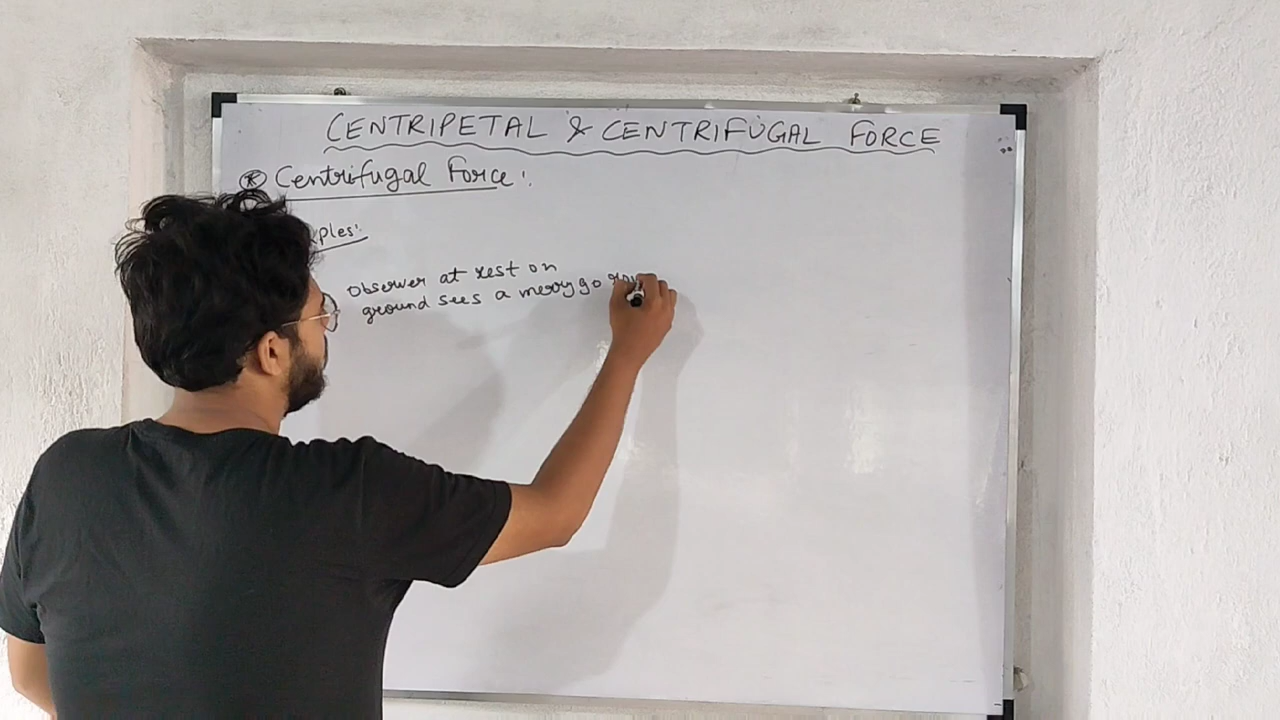 CENTRIPETAL & CENTRIFUGAL FORCE
* Centrifugal Force:
ples:
Observer at rest on
ground sees a merry go